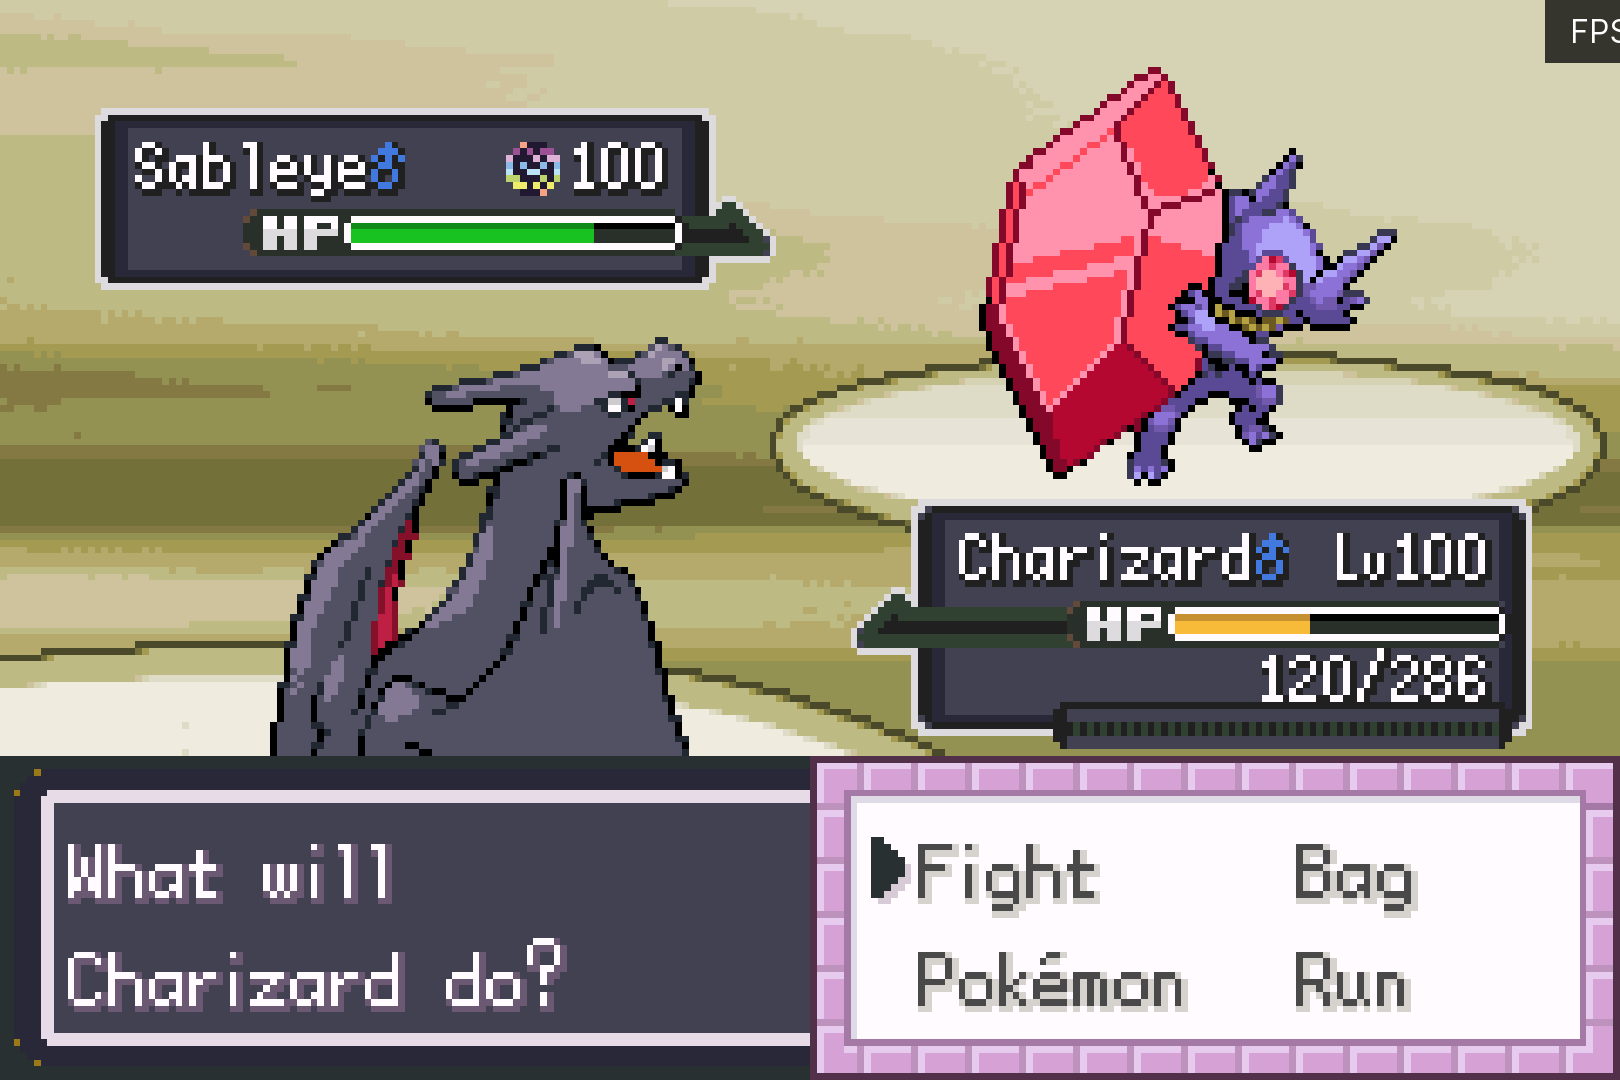 FPS
Sableye♂ 100
HP
Charizard♂ Lv100
HP
120/286
What will
Charizard do?
Fight Bag
Pokémon Run